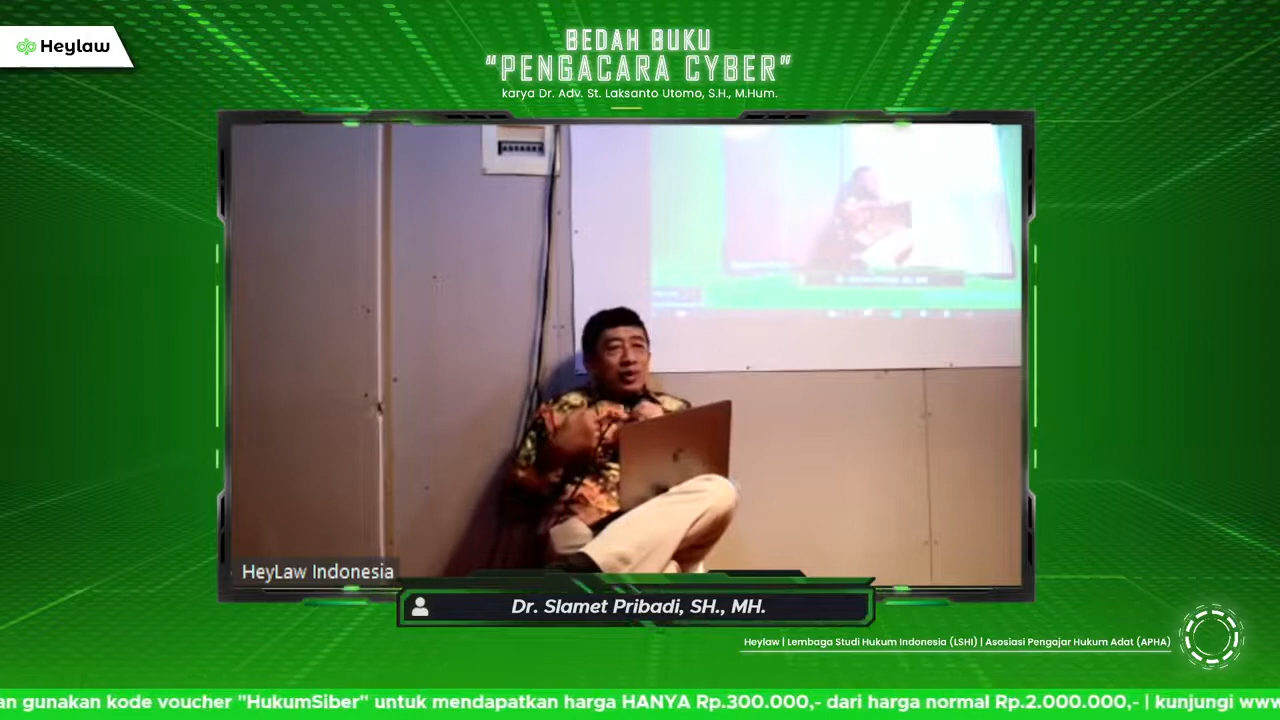 Heylaw
BEDAH BUKU
"PENGACARA CYBER"
karya Dr. Adv. St. Laksanto Utomo, S.H., M.Hum.
HeyLaw Indonesia
Dr. Slamet Pribadi, SH., MH.
Heylaw | Lembaga Studi Hukum Indonesia (LSHI) | Asosiasi Pengajar Hukum Adat (APHA)
an gunakan kode voucher "HukumSiber" untuk mendapatkan harga HANYA Rp.300.000,- dari harga normal Rp.2.000.000,- | kunjungi www